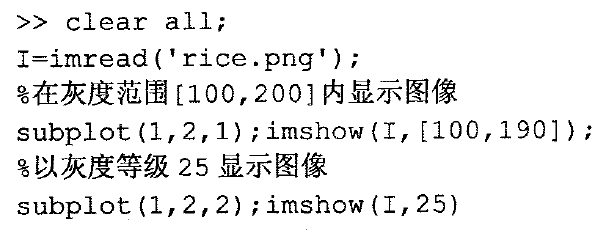 >> clear all;
I=imread('rice.png');
%在灰度范围[100,200]内显示图像
subplot(1,2,1);imshow(I,[100,190]);
%以灰度等级 25 显示图像
subplot(1,2,2);imshow(I,25)